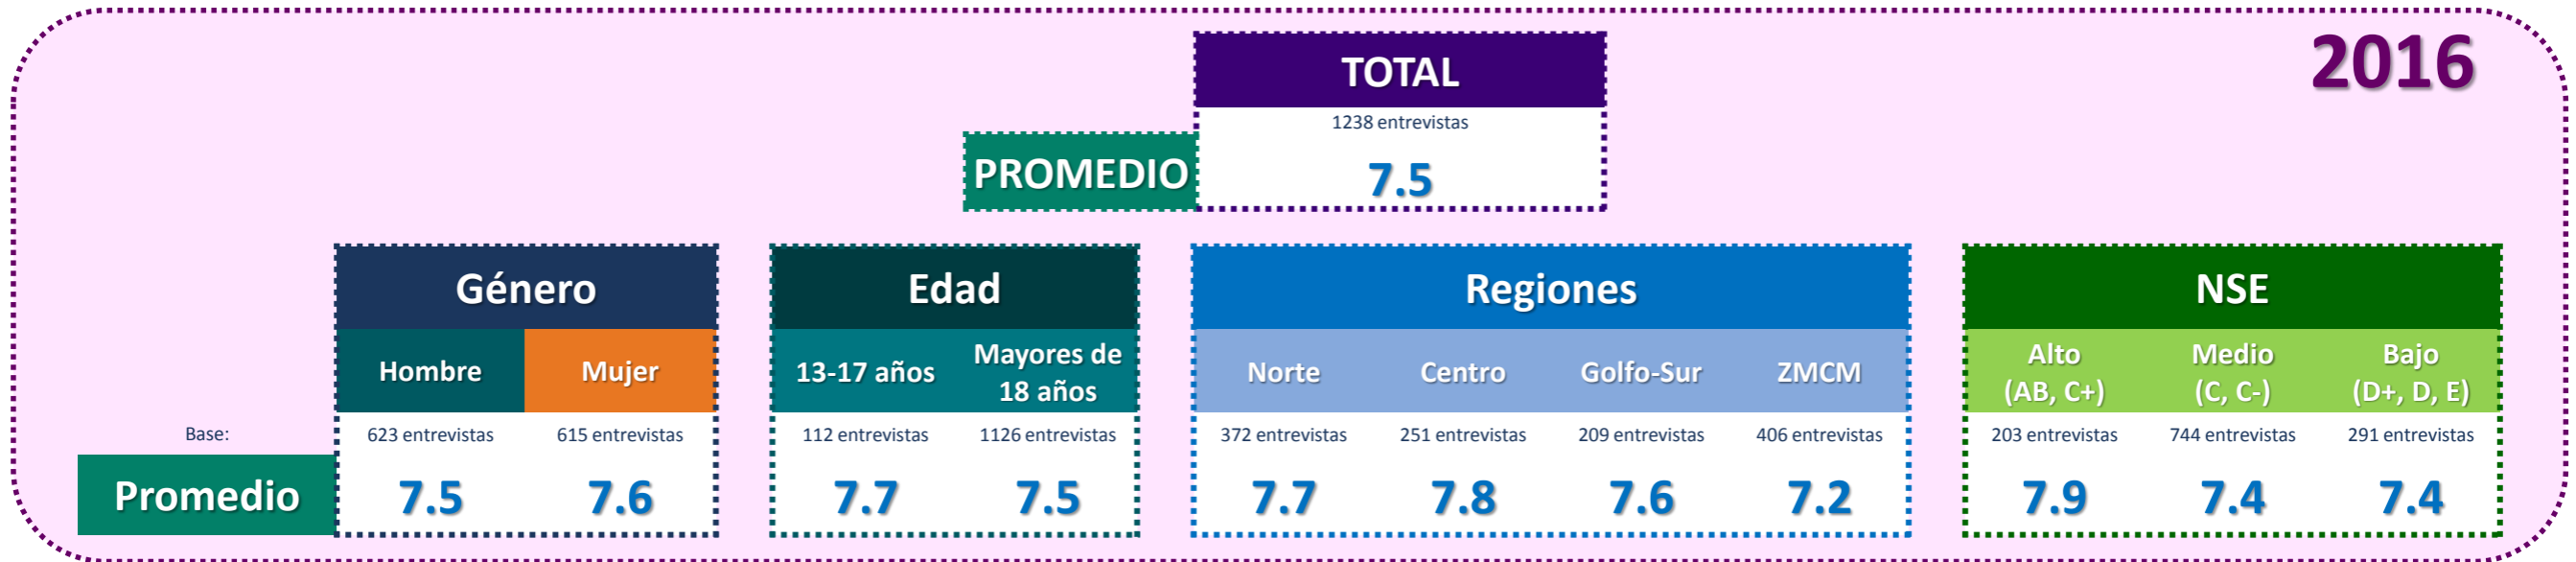 2016
TOTAL
1238 entrevistas
PROMEDIO 7.5
Género Edad Regiones NSE
Hombre Mujer 13-17 años Mayores de 18 años Norte Centro Golfo-Sur ZMCM Alto (AB, C+) Medio (C, C-) Bajo (D+, D, E)
Base: 623 entrevistas 615 entrevistas 112 entrevistas 1126 entrevistas 372 entrevistas 251 entrevistas 209 entrevistas 406 entrevistas 203 entrevistas 744 entrevistas 291 entrevistas
Promedio 7.5 7.6 7.7 7.5 7.7 7.8 7.6 7.2 7.9 7.4 7.4